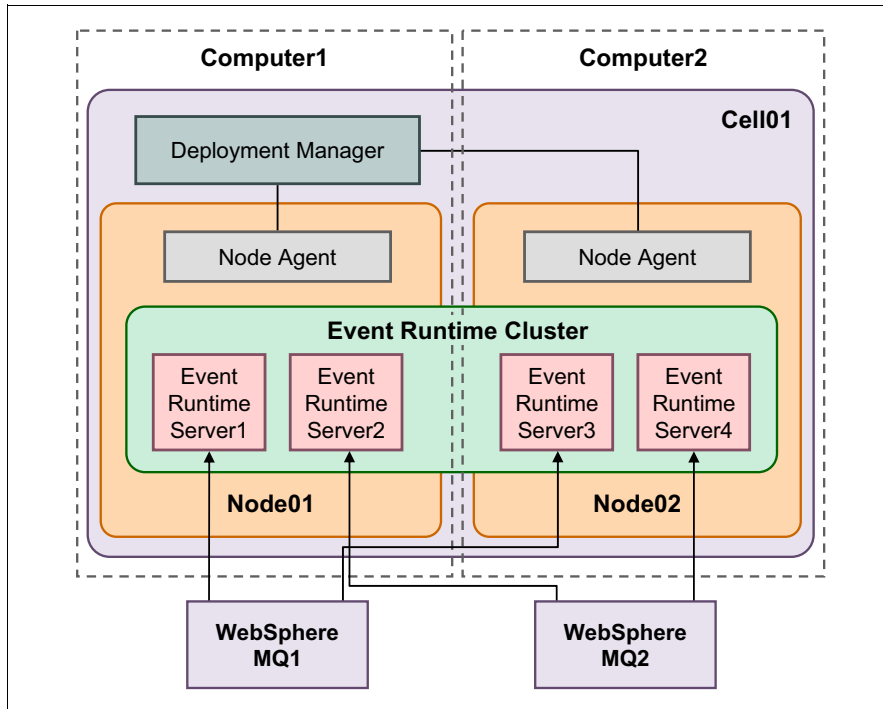 Computer1
Computer2
Cell01
Deployment Manager
Node Agent
Node Agent
Event Runtime Cluster
Event
Runtime
Server1
Event
Runtime
Server2
Event
Runtime
Server3
Event
Runtime
Server4
Node01
Node02
WebSphere
MQ1
WebSphere
MQ2